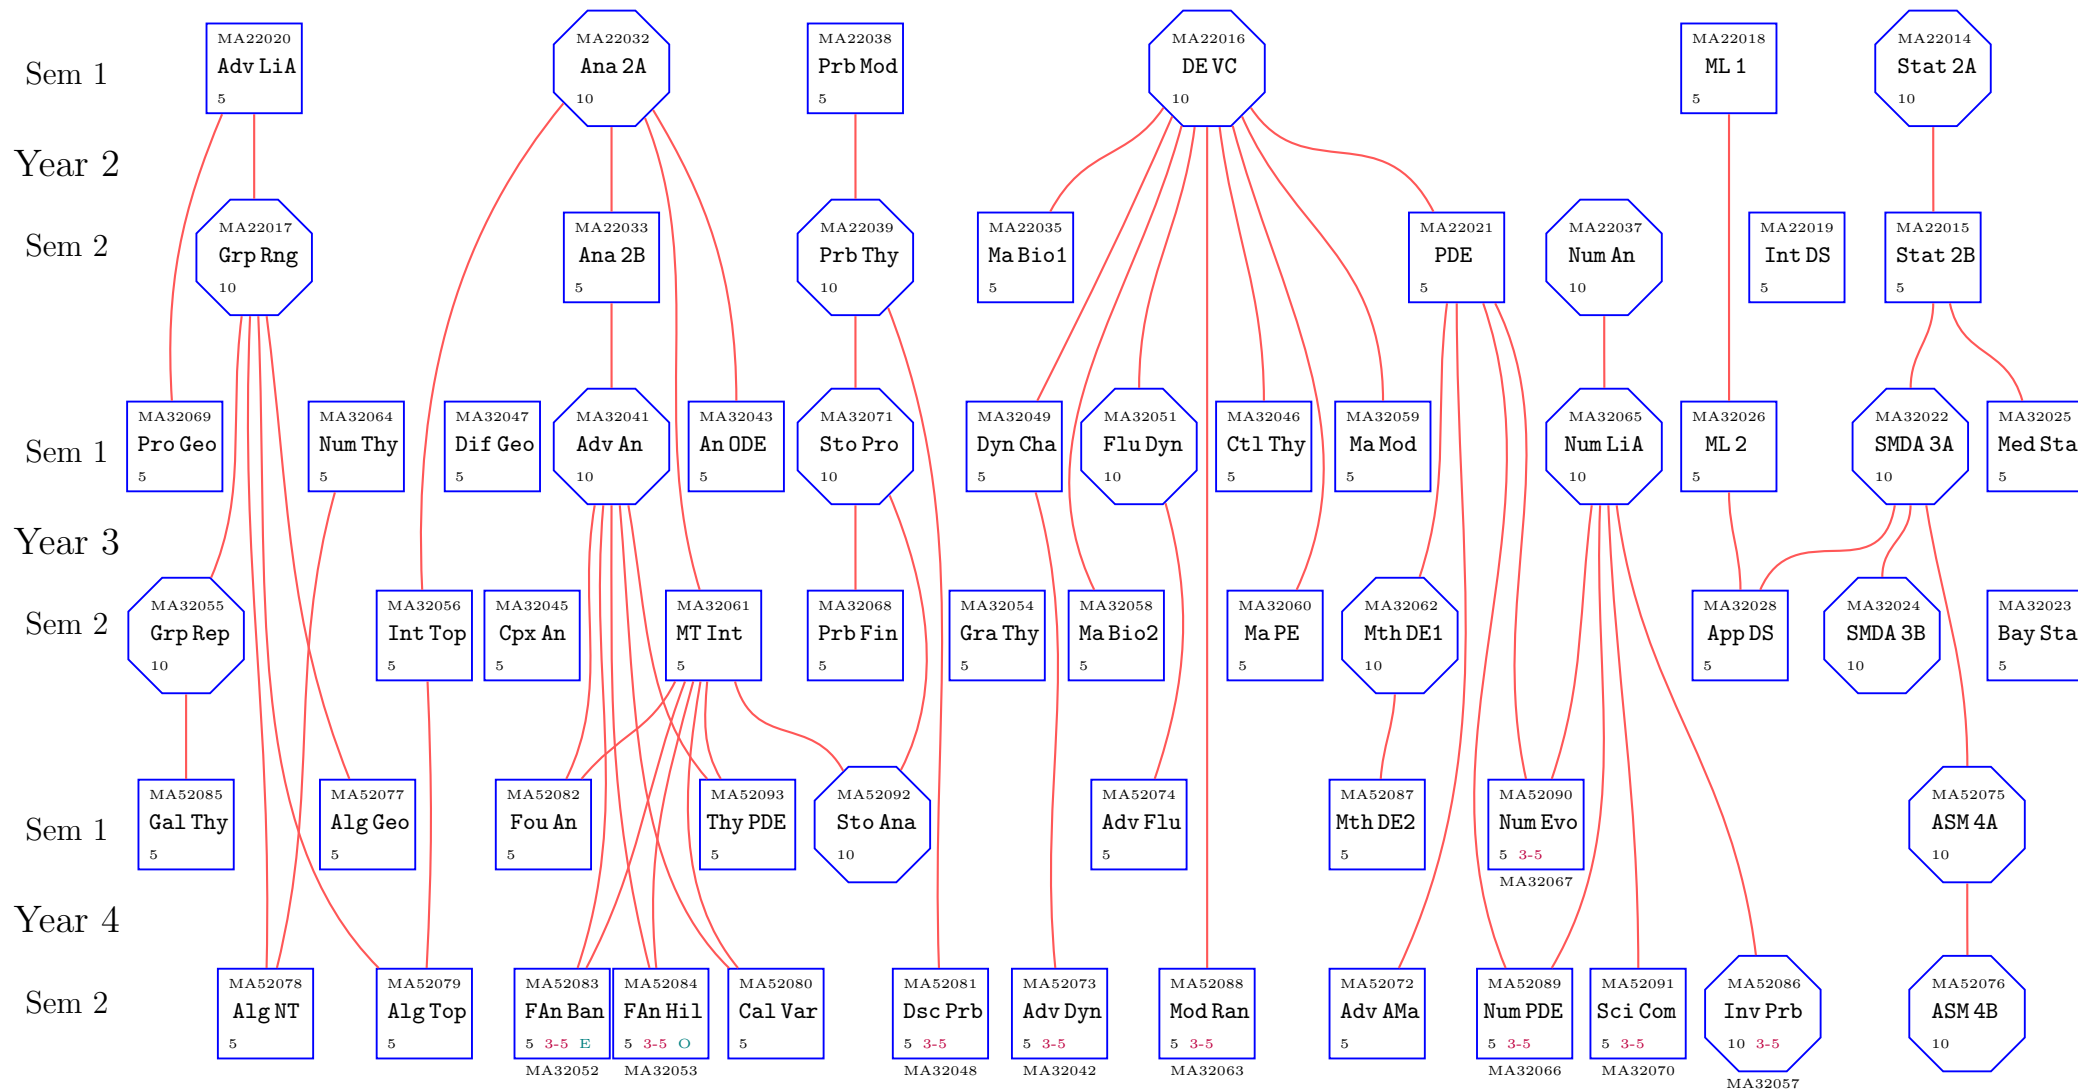 MA22020
Adv LiA
5
MA22032
Ana 2A
10
MA22038
Prb Mod
5
MA22016
DE VC
10
MA22018
ML 1
5
MA22014
Stat 2A
10
Sem 1
Year 2
MA22017
Grp Rng
10
MA22033
Ana 2B
5
MA22039
Prb Thy
10
MA22035
Ma Bio1
5
MA22021
PDE
5
MA22037
Num An
10
MA22019
Int DS
5
MA22015
Stat 2B
5
Sem 2
MA32069
Pro Geo
5
MA32064
Num Thy
5
MA32047
Dif Geo
5
MA32041
Adv An
10
MA32043
An ODE
5
MA32071
Sto Pro
10
MA32049
Dyn Cha
5
MA32051
Flu Dyn
10
MA32046
Ctl Thy
5
MA32059
Ma Mod
5
MA32065
Num LiA
10
MA32026
ML 2
5
MA32022
SMDA 3A
10
MA32025
Med Sta
5
Sem 1
Year 3
MA32055
Grp Rep
10
MA32056
Int Top
5
MA32045
Cpx An
5
MA32061
MT Int
5
MA32068
Prb Fin
5
MA32054
Gra Thy
5
MA32058
Ma Bio2
5
MA32060
Ma PE
5
MA32062
Mth DE1
10
MA32028
App DS
5
MA32024
SMDA 3B
10
MA32023
Bay Sta
5
Sem 2
MA52085
Gal Thy
5
MA52077
Alg Geo
5
MA52082
Fou An
5
MA52093
Thy PDE
5
MA52092
Sto Ana
10
MA52074
Adv Flu
5
MA52087
Mth DE2
5
MA52090
Num Evo
5 3-5
MA32067
MA52075
ASM 4A
10
Sem 1
Year 4
MA52078
Alg NT
5
MA52079
Alg Top
5
MA52083
FAn Ban
5 3-5 E
MA32052
MA52084
FAn Hil
5 3-5 O
MA32053
MA52080
Cal Var
5
MA52081
Dsc Prb
5 3-5
MA32048
MA52073
Adv Dyn
5 3-5
MA32042
MA52088
Mod Ran
5 3-5
MA32063
MA52072
Adv AMa
5
MA52089
Num PDE
5 3-5
MA32066
MA52091
Sci Com
5 3-5
MA32070
MA52086
Inv Prb
10 3-5
MA32057
MA52076
ASM 4B
10
Sem 2